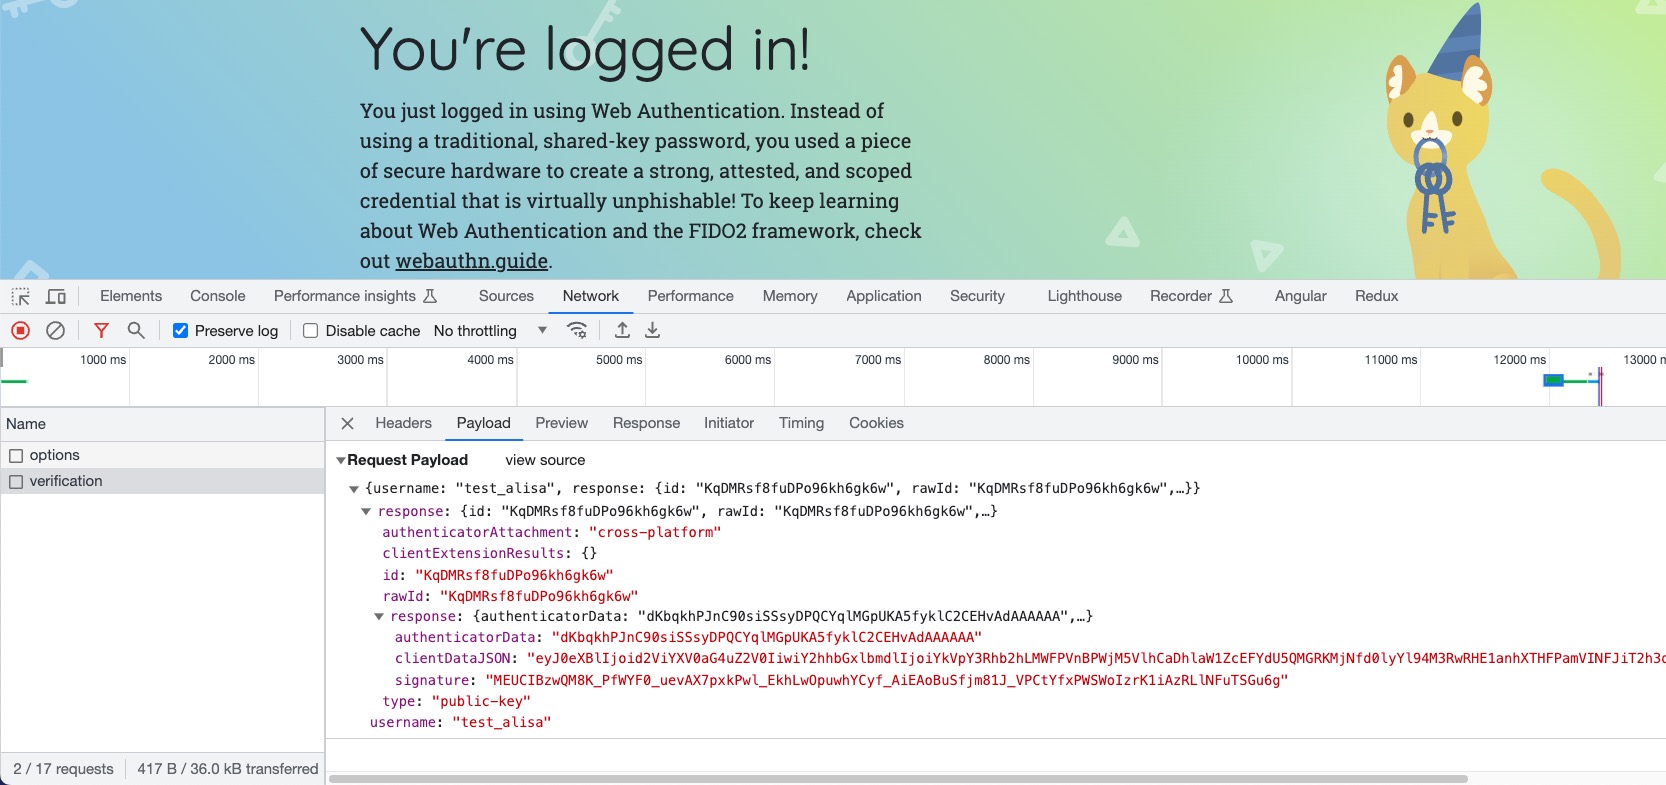 You're logged in!
You just logged in using Web Authentication. Instead of
using a traditional, shared-key password, you used a piece
of secure hardware to create a strong, attested, and scoped
credential that is virtually unphishable! To keep learning
about Web Authentication and the FIDO2 framework, check
out webauthn.guide.
Elements Console Performance insights Sources Network Performance Memory Application Security Lighthouse Recorder Angular Redux
Preserve log Disable cache No throttling
1000 ms 2000 ms 3000 ms 4000 ms 5000 ms 6000 ms 7000 ms 8000 ms 9000 ms 10000 ms 11000 ms 12000 ms 13000 m
Name
Headers Payload Preview Response Initiator Timing Cookies
options
verification
Request Payload view source
{username: "test_alisa", response: {id: "KqDMRsf8fuDPo96kh6gk6w", rawId: "KqDMRsf8fuDPo96kh6gk6w",…}}
response: {id: "KqDMRsf8fuDPo96kh6gk6w", rawId: "KqDMRsf8fuDPo96kh6gk6w",…}
authenticatorAttachment: "cross-platform"
clientExtensionResults: {}
id: "KqDMRsf8fuDPo96kh6gk6w"
rawId: "KqDMRsf8fuDPo96kh6gk6w"
response: {authenticatorData: "dKbqkhPJnC90siSSsyDPQCYqlMGpUKA5fyklC2CEHvAdAAAAAA",…}
authenticatorData: "dKbqkhPJnC90siSSsyDPQCYqlMGpUKA5fyklC2CEHvAdAAAAAA"
clientDataJSON: "eyJ0eXBlIjoid2ViYXV0aG4uZ2V0IiwiY2hhbGxlbmdlIjoiYkVpY3Rhb2hLMWFPVnBPWjM5VlhCaDhlaW1ZcEFYdU5QMGRKMjNfd0lyYl94M3RwRHE1anhXTHFPamVINFJiT2h3c
signature: "MEUCIBzwQM8K_PfWYF0_uevAX7pxkPwl_EkhLwOpuwhYCyf_AiEAoBuSfjm81J_VPCtYfxPWSWoIzrK1iAzRLlNFuTSGu6g"
type: "public-key"
username: "test_alisa"
2 / 17 requests 417 B / 36.0 kB transferred